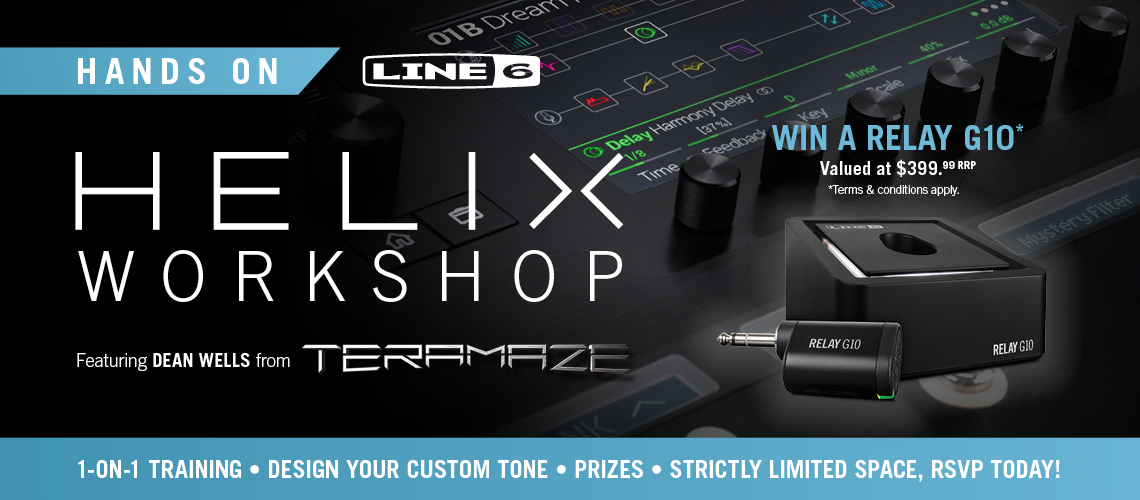 HANDS ON
LINE 6
HELIX
WORKSHOP
Featuring DEAN WELLS from TERAMAZE
01B Dream
0.0 dB
40%
Minor
Scale
D
Key
Delay Harmony Delay
[37%]
Feedback
1/8
Time
WIN A RELAY G10*
Valued at $399.99 RRP
*Terms & conditions apply.
Mystery Filter
LINE 6
RELAY G10
RELAY G10
1-ON-1 TRAINING • DESIGN YOUR CUSTOM TONE • PRIZES • STRICTLY LIMITED SPACE, RSVP TODAY!